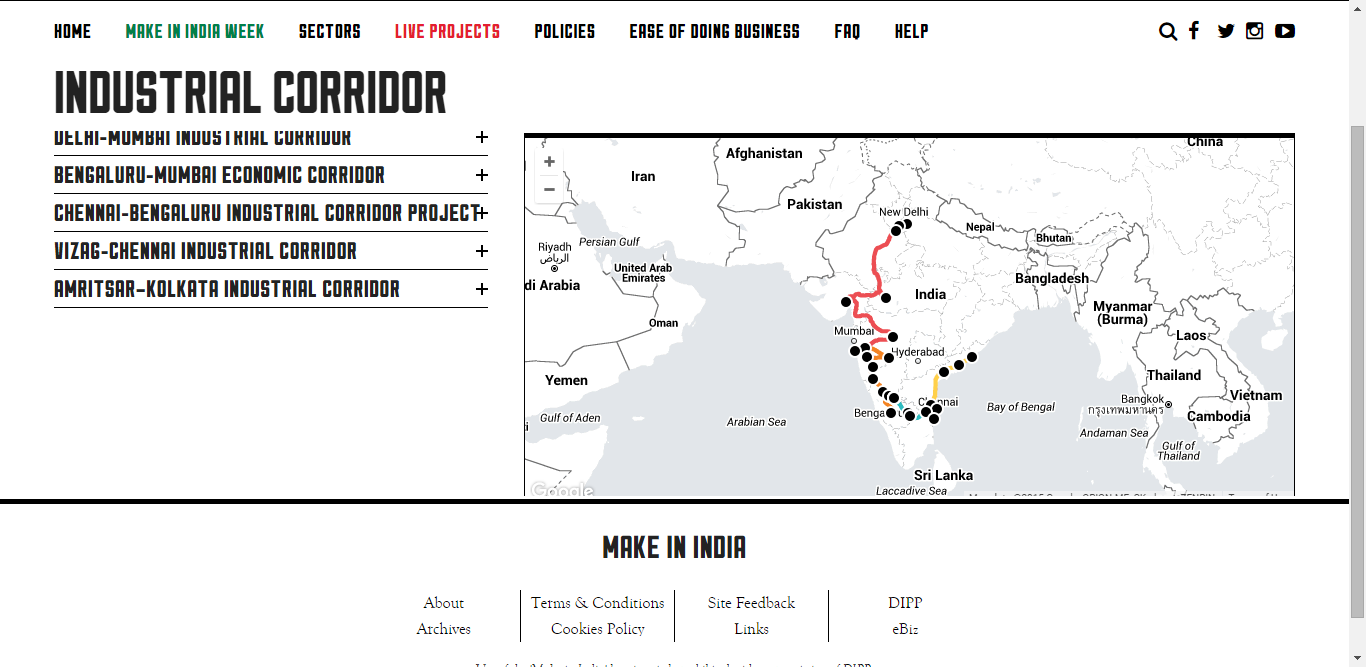 HOME MAKE IN INDIA WEEK SECTORS LIVE PROJECTS POLICIES EASE OF DOING BUSINESS FAQ HELP
INDUSTRIAL CORRIDOR
DELHI-MUMBAI INDUSTRIAL CORRIDOR +
BENGALURU-MUMBAI ECONOMIC CORRIDOR +
CHENNAI-BENGALURU INDUSTRIAL CORRIDOR PROJECT +
VIZAG-CHENNAI INDUSTRIAL CORRIDOR +
AMRITSAR-KOLKATA INDUSTRIAL CORRIDOR +
+
−
China
Afghanistan
Iran
Pakistan
New Delhi
Nepal
Bhutan
Riyadh
الرياض
Persian Gulf
United Arab
Emirates
di Arabia
Bangladesh
India
Myanmar
(Burma)
Oman
Mumbai
Laos
Hyderabad
Yemen
Thailand
Vietnam
Bangkok
กรุงเทพมหานคร
Bay of Bengal
Gulf of Aden
Arabian Sea
Cambodia
Andaman Sea
Gulf of
Thailand
Sri Lanka
Laccadive Sea
Google
MAKE IN INDIA
About Terms & Conditions Site Feedback DIPP
Archives Cookies Policy Links eBiz